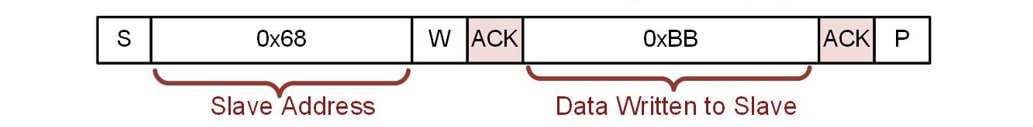 S 0x68 W ACK 0xBB ACK P
Slave Address Data Written to Slave